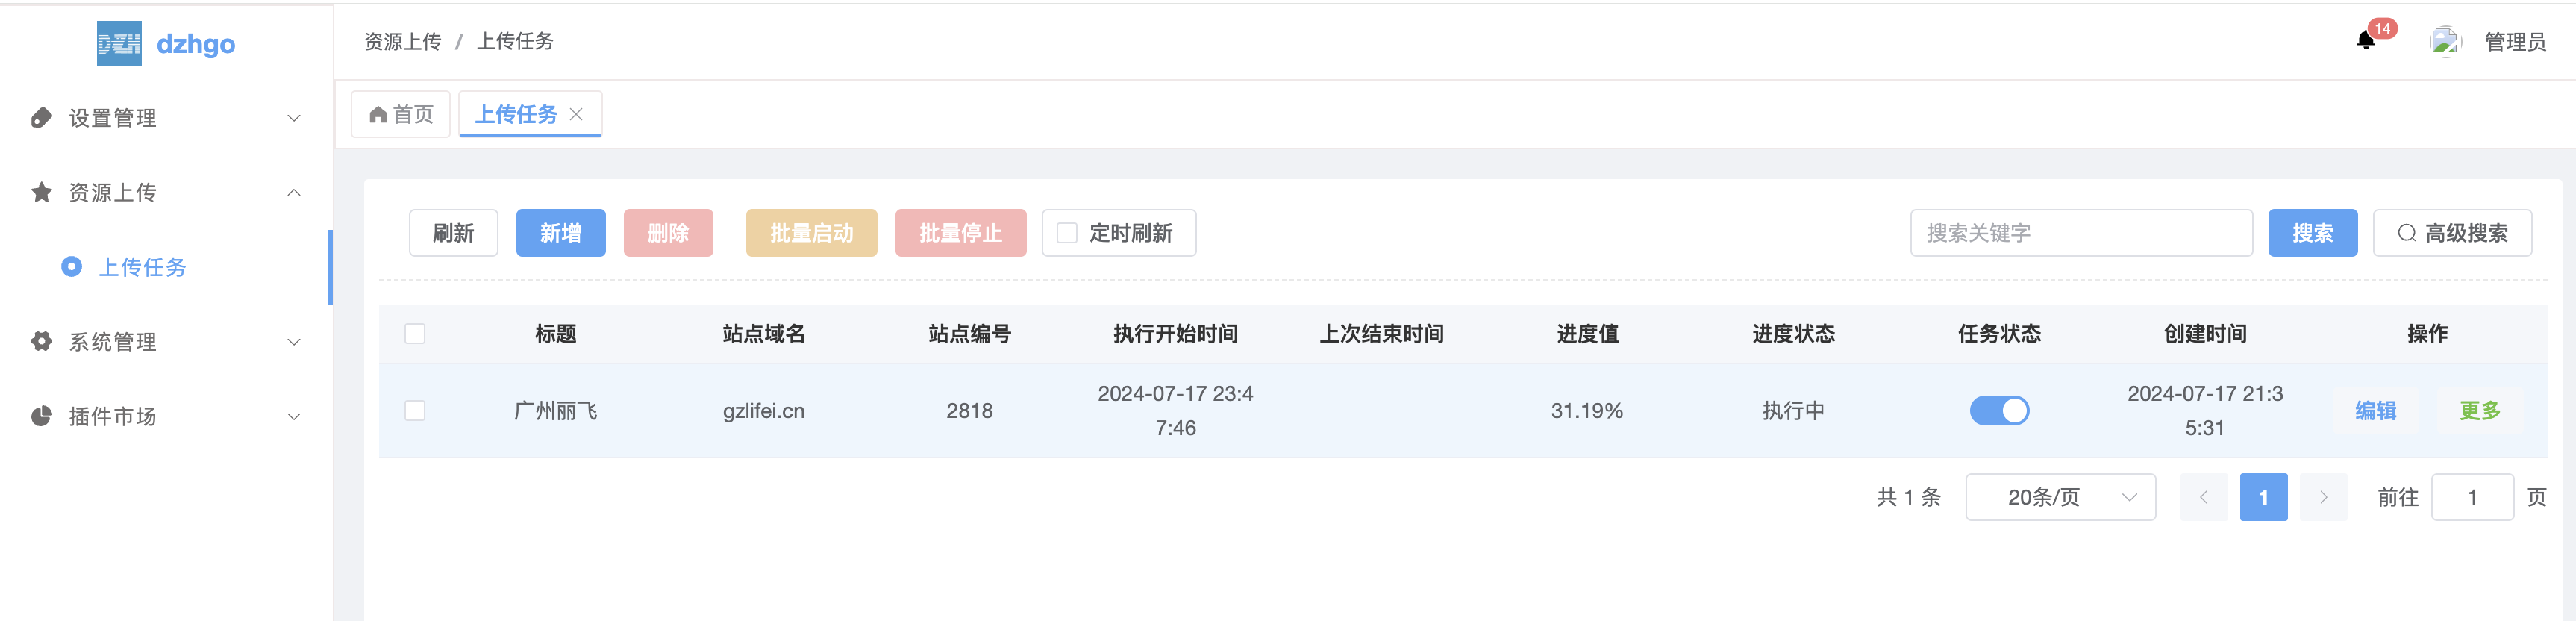 DZH dzhgo
设置管理
资源上传
上传任务
系统管理
插件市场
资源上传 / 上传任务
14
管理员
首页
上传任务
刷新 新增 删除 批量启动 批量停止 定时刷新
搜索关键字 搜索 高级搜索
标题 站点域名 站点编号 执行开始时间 上次结束时间 进度值 进度状态 任务状态 创建时间 操作
广州丽飞 gzlifei.cn 2818 2024-07-17 23:4
7:46
31.19% 执行中 2024-07-17 21:3
5:31
编辑 更多
共 1 条 20条/页 1 前往 1 页